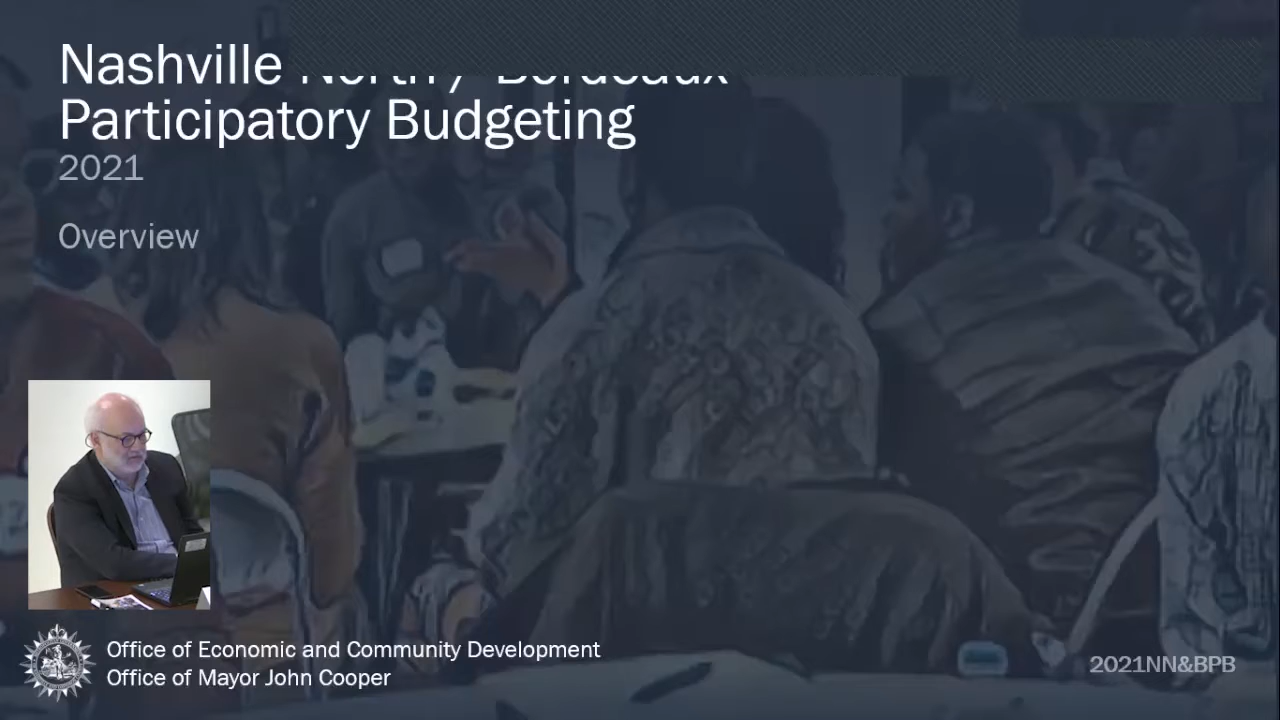 Nashville
Participatory Budgeting
2021
Overview
Office of Economic and Community Development
Office of Mayor John Cooper
2021NN&BPB